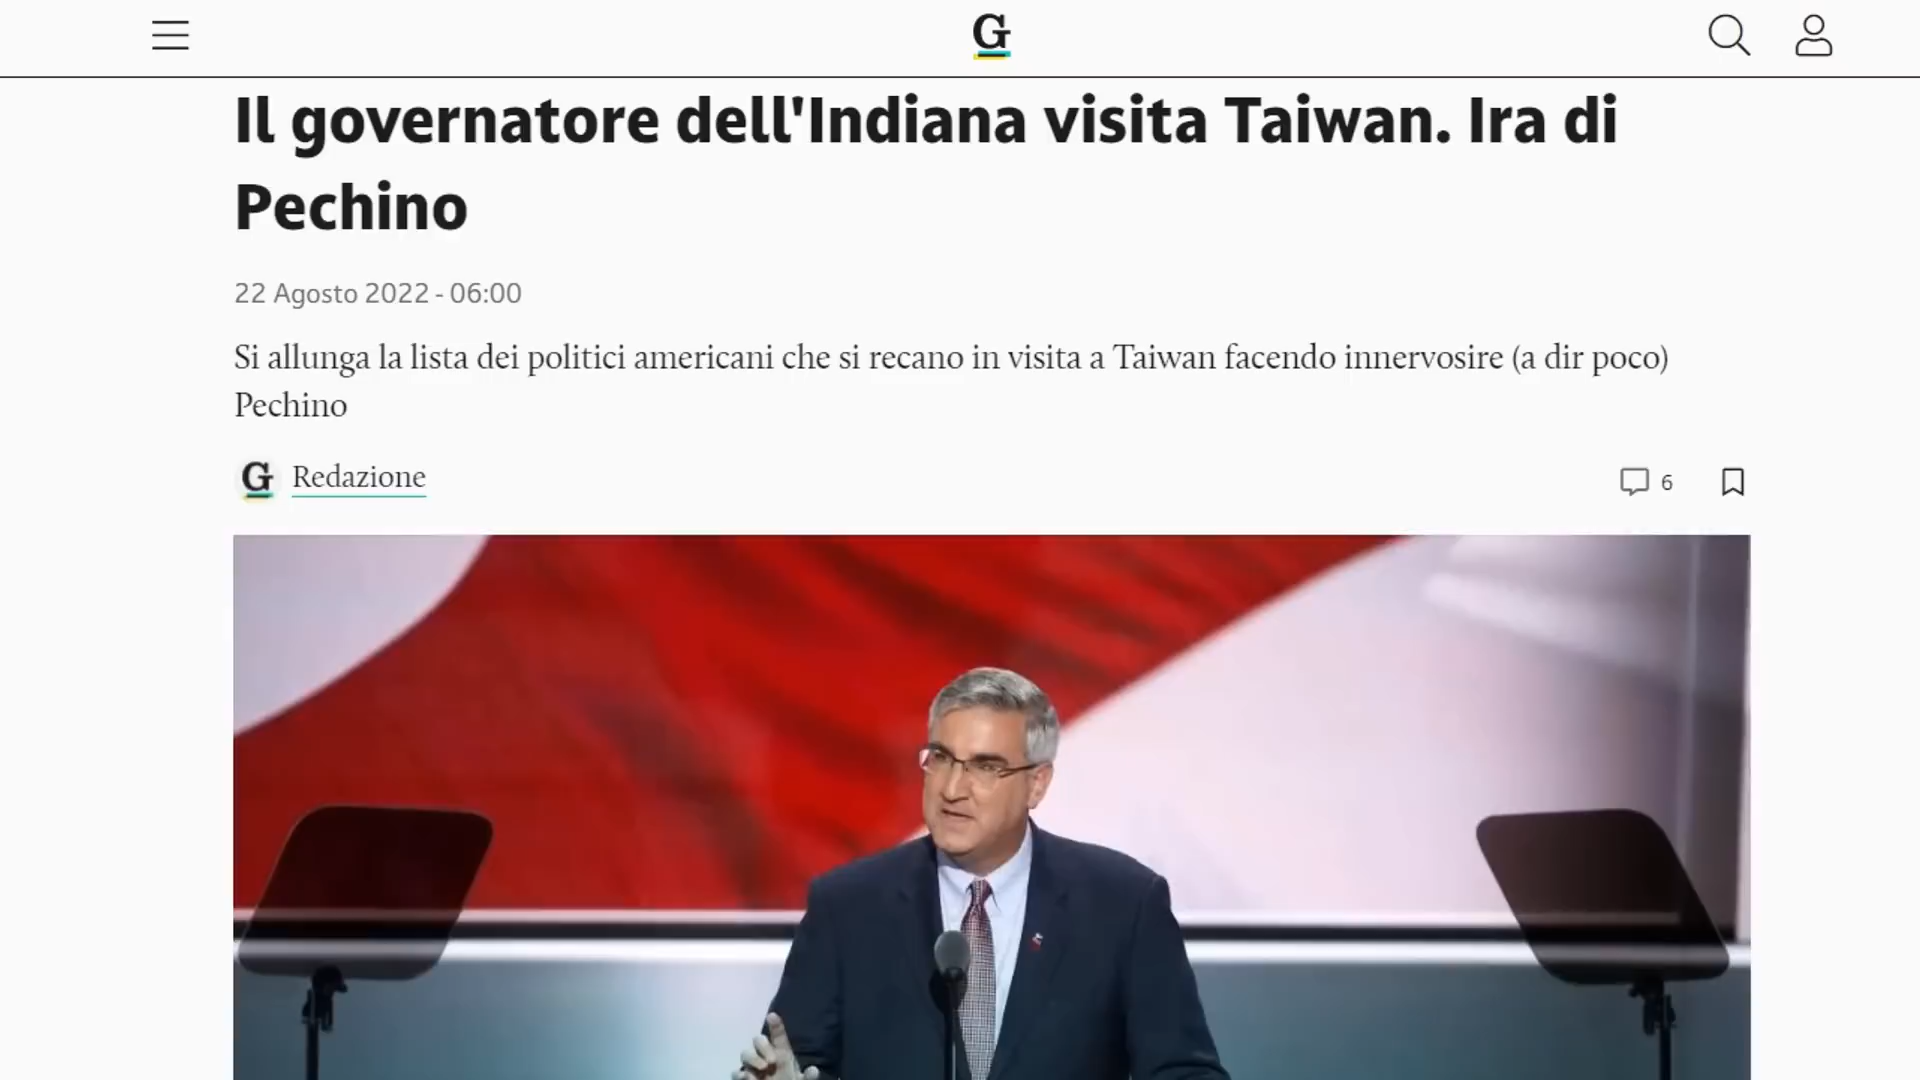 G
Il governatore dell'Indiana visita Taiwan. Ira di
Pechino
22 Agosto 2022 - 06:00
Si allunga la lista dei politici americani che si recano in visita a Taiwan facendo innervosire (a dir poco)
Pechino
G Redazione 6